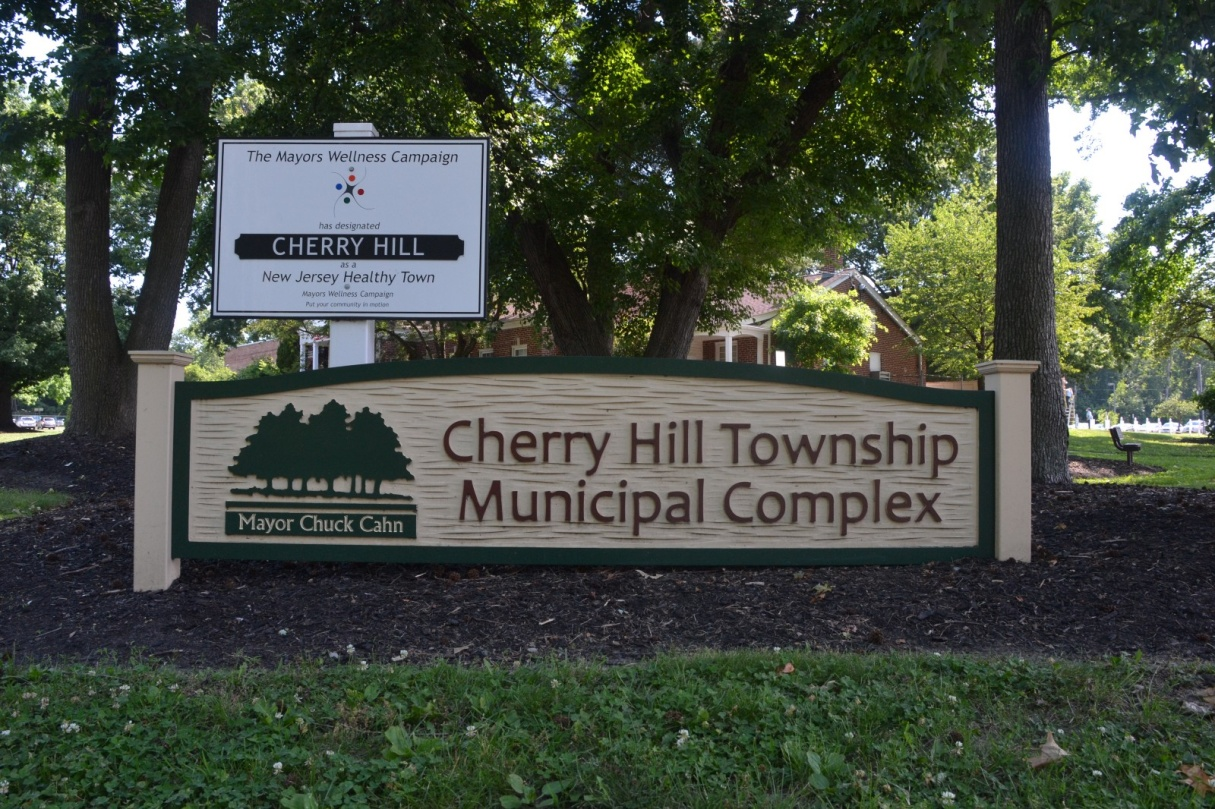 The Mayors Wellness Campaign
has designated
CHERRY HILL
as a
New Jersey Healthy Town
Mayors Wellness Campaign
Put your community in motion
Cherry Hill Township
Municipal Complex
Mayor Chuck Cahn